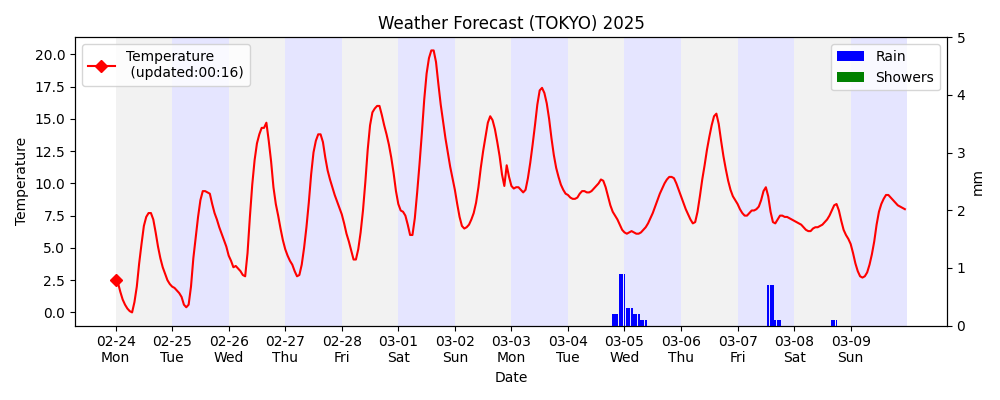 Weather Forecast (TOKYO) 2025
Temperature
(updated:00:16)
Rain
Showers
Temperature
20.0
17.5
15.0
12.5
10.0
7.5
5.0
2.5
0.0
5
4
3
2
1
0
mm
02-24 02-25 02-26 02-27 02-28 03-01 03-02 03-03 03-04 03-05 03-06 03-07 03-08 03-09
Mon Tue Wed Thu Fri Sat Sun Mon Tue Wed Thu Fri Sat Sun
Date